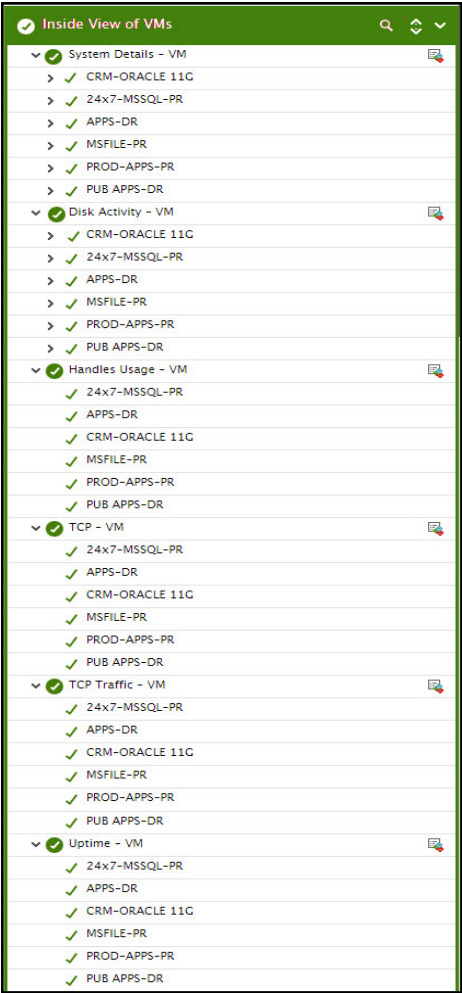 Inside View of VMs
System Details - VM
CRM-ORACLE 11G
24x7-MSSQL-PR
APPS-DR
MSFILE-PR
PROD-APPS-PR
PUB APPS-DR
Disk Activity - VM
CRM-ORACLE 11G
24x7-MSSQL-PR
APPS-DR
MSFILE-PR
PROD-APPS-PR
PUB APPS-DR
Handles Usage - VM
24x7-MSSQL-PR
APPS-DR
CRM-ORACLE 11G
MSFILE-PR
PROD-APPS-PR
PUB APPS-DR
TCP - VM
24x7-MSSQL-PR
APPS-DR
CRM-ORACLE 11G
MSFILE-PR
PROD-APPS-PR
PUB APPS-DR
TCP Traffic - VM
24x7-MSSQL-PR
APPS-DR
CRM-ORACLE 11G
MSFILE-PR
PROD-APPS-PR
PUB APPS-DR
Uptime - VM
24x7-MSSQL-PR
APPS-DR
CRM-ORACLE 11G
MSFILE-PR
PROD-APPS-PR
PUB APPS-DR